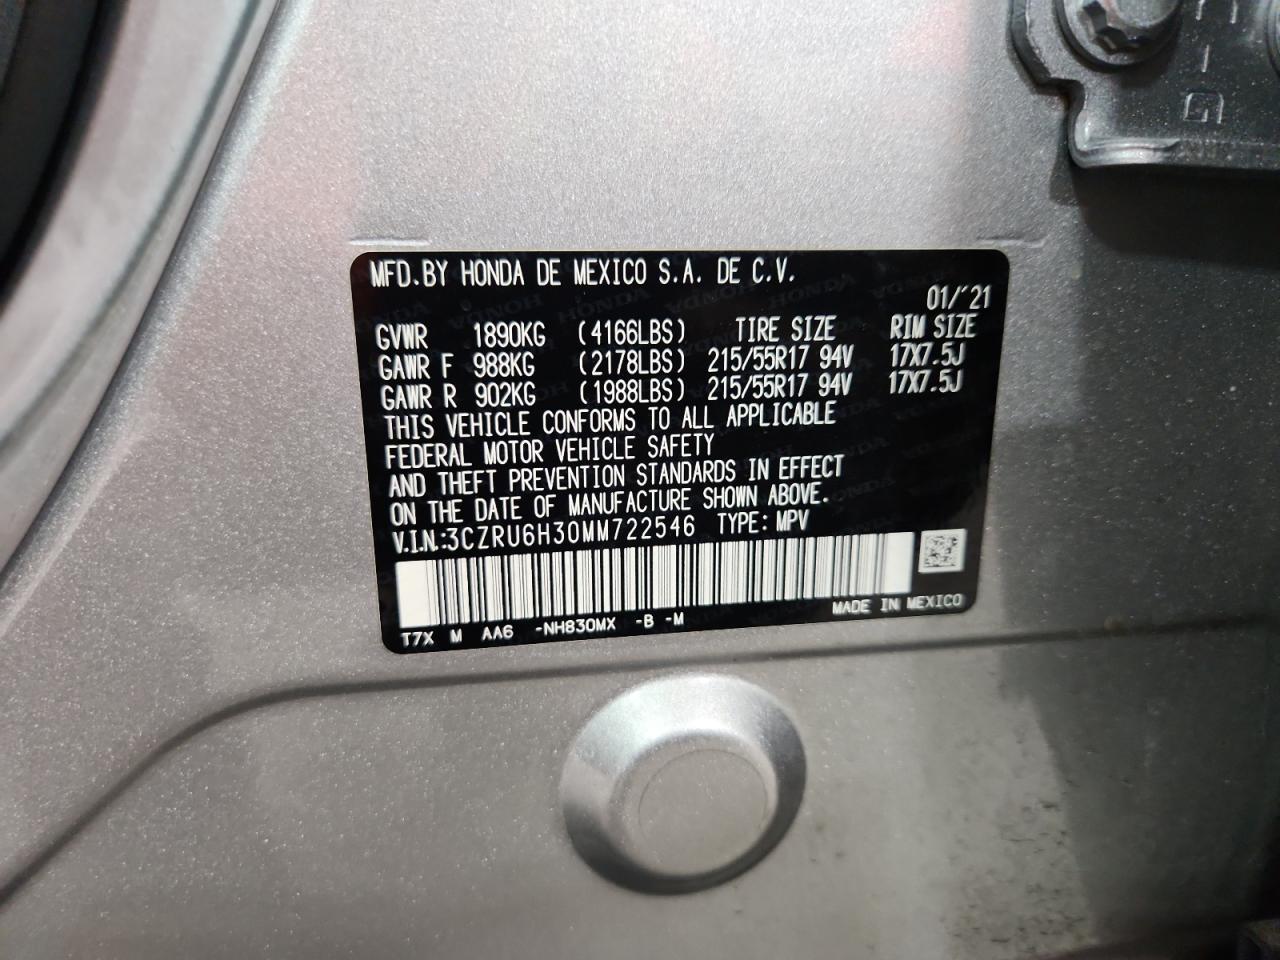 MFD.BY HONDA DE MEXICO S.A. DE C.V.
01/'21
GVWR 1890KG (4166LBS) TIRE SIZE RIM SIZE
GAWR F 988KG (2178LBS) 215/55R17 94V 17X7.5J
GAWR R 902KG (1988LBS) 215/55R17 94V 17X7.5J
THIS VEHICLE CONFORMS TO ALL APPLICABLE
FEDERAL MOTOR VEHICLE SAFETY
AND THEFT PREVENTION STANDARDS IN EFFECT
ON THE DATE OF MANUFACTURE SHOWN ABOVE.
V.I.N.:3CZRU6H30MM722546 TYPE: MPV
MADE IN MEXICO
T7X M AA6 -NH830MX -B -M